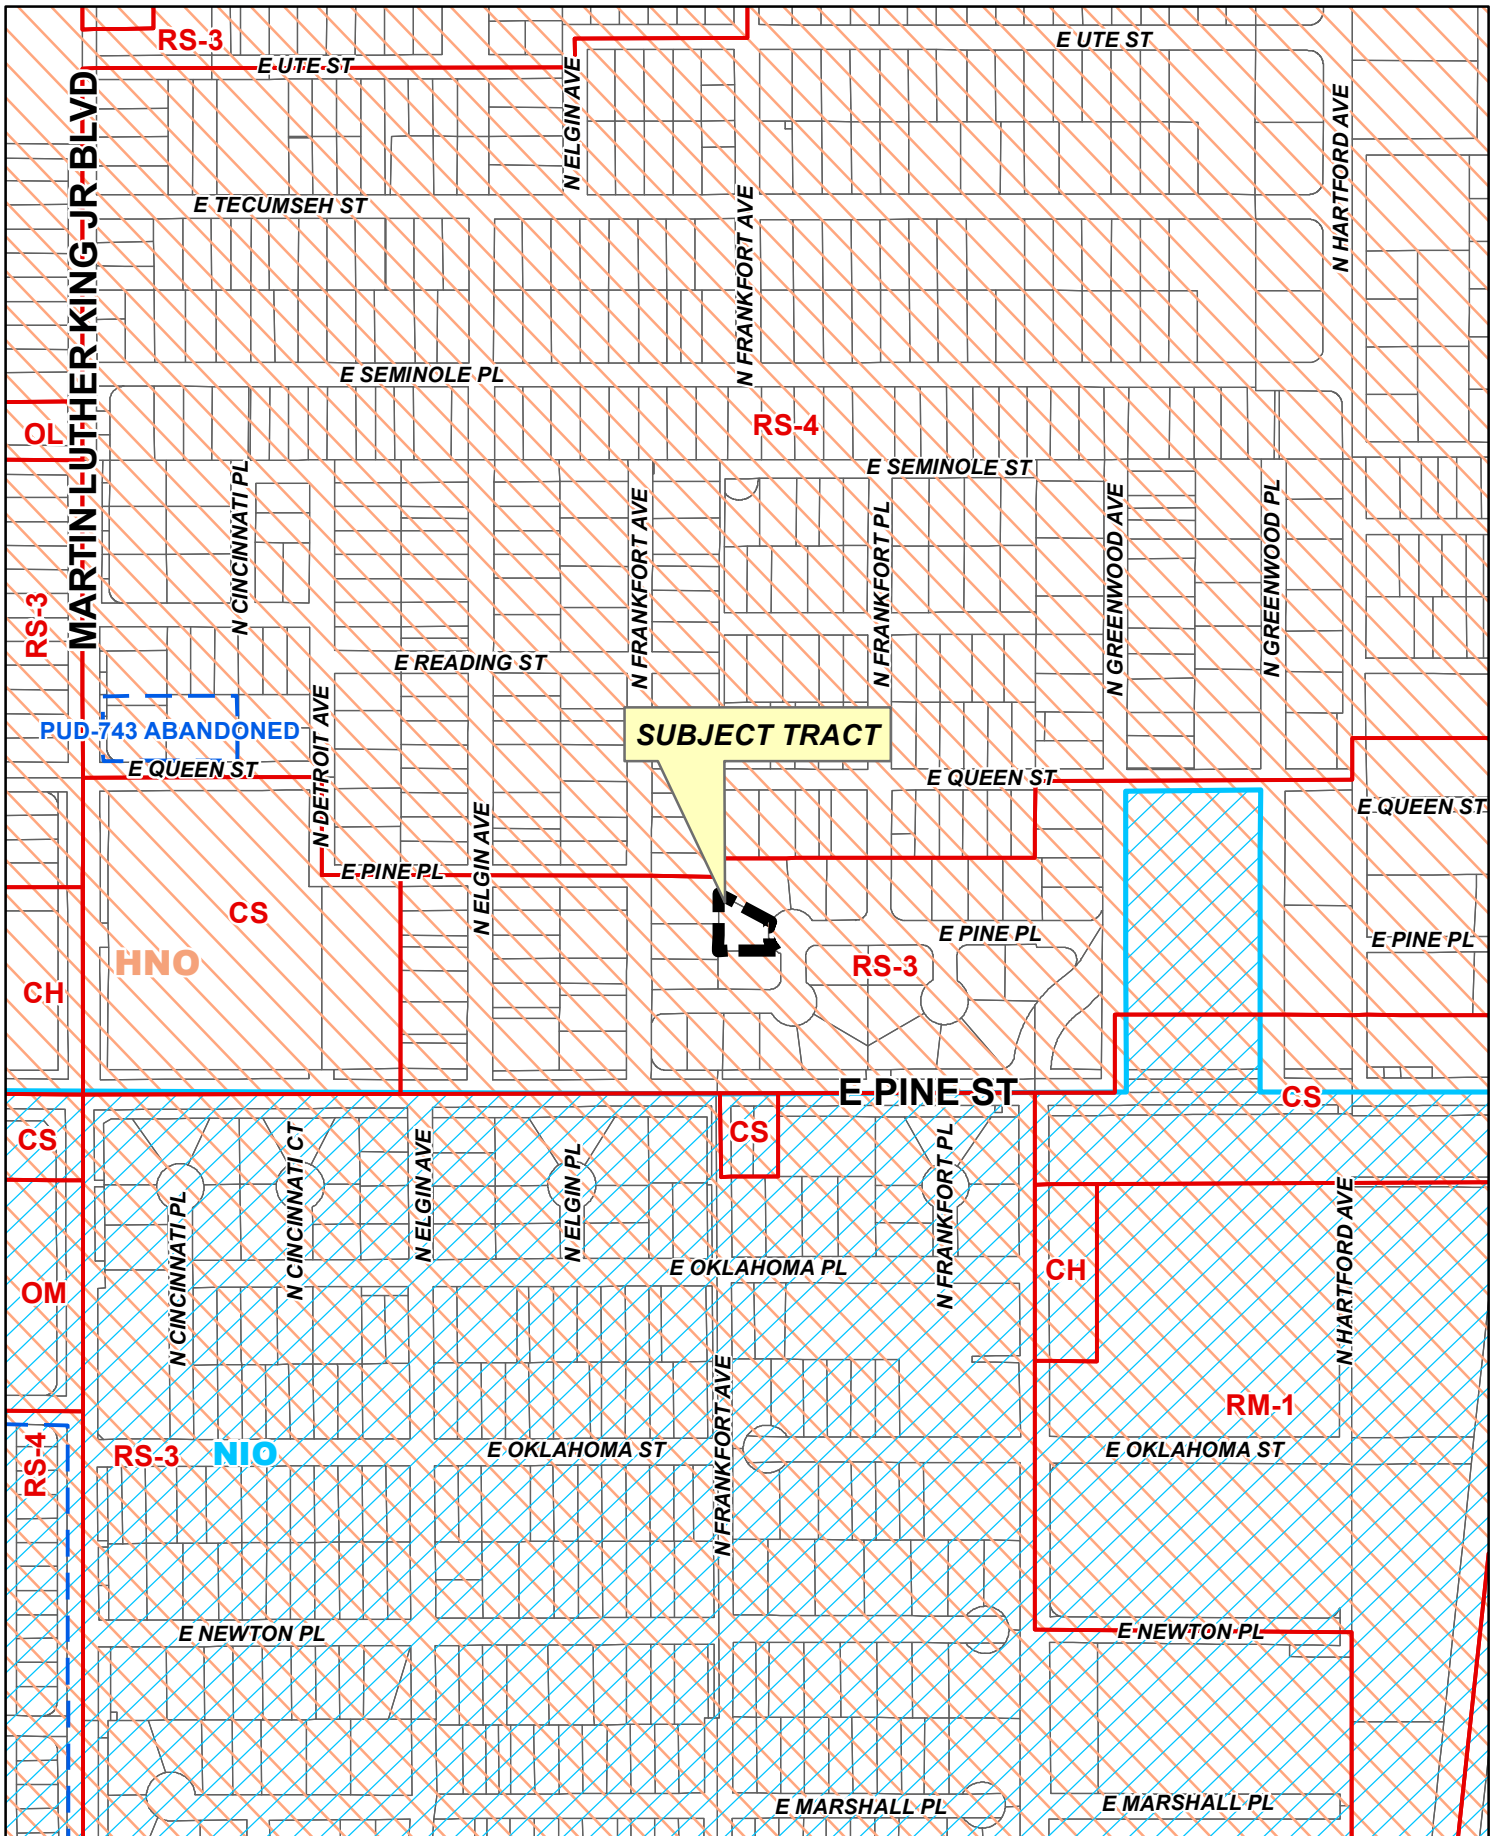 RS-3
E UTE ST
E UTE ST
N ELGIN AVE
N HARTFORD AVE
MARTIN LUTHER KING JR BLVD
E TECUMSEH ST
N FRANKFORT AVE
E SEMINOLE PL
OL
RS-4
E SEMINOLE ST
N CINCINNATI PL
N FRANKFORT AVE
N FRANKFORT PL
N GREENWOOD AVE
N GREENWOOD PL
RS-3
E READING ST
N DETROIT AVE
PUD-743 ABANDONED
SUBJECT TRACT
E QUEEN ST
E QUEEN ST
E QUEEN ST
N ELGIN AVE
E PINE PL
CS
E PINE PL
E PINE PL
HNO
RS-3
CH
E PINE ST
CS
CS
CS
N CINCINNATI PL
N CINCINNATI CT
N ELGIN AVE
N ELGIN PL
N FRANKFORT PL
N HARTFORD AVE
E OKLAHOMA PL
CH
OM
N FRANKFORT AVE
RM-1
RS-4
RS-3
NIO
E OKLAHOMA ST
E OKLAHOMA ST
E NEWTON PL
E NEWTON PL
E MARSHALL PL
E MARSHALL PL